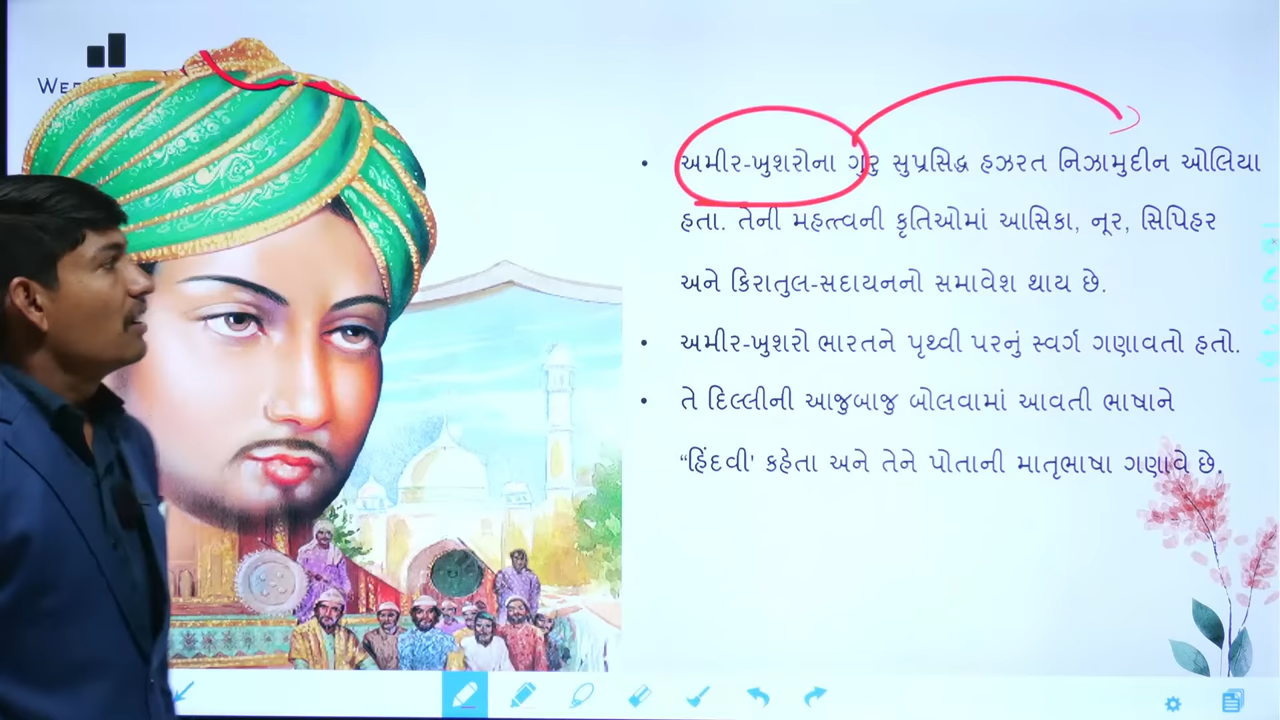 અમીર-ખુશરોના ગુરુ સુપ્રસિદ્ધ હઝરત નિઝામુદીન ઓલિયા
હતા. તેની મહત્ત્વની કૃતિઓમાં આસિકા, નૂર, સિપિહર
અને કિરાતુલ-સદાયનનો સમાવેશ થાય છે.
અમીર-ખુશરો ભારતને પૃથ્વી પરનું સ્વર્ગ ગણાવતો હતો.
તે દિલ્લીની આજુબાજુ બોલવામાં આવતી ભાષાને
“હિંદવી' કહેતા અને તેને પોતાની માતૃભાષા ગણાવે છે.